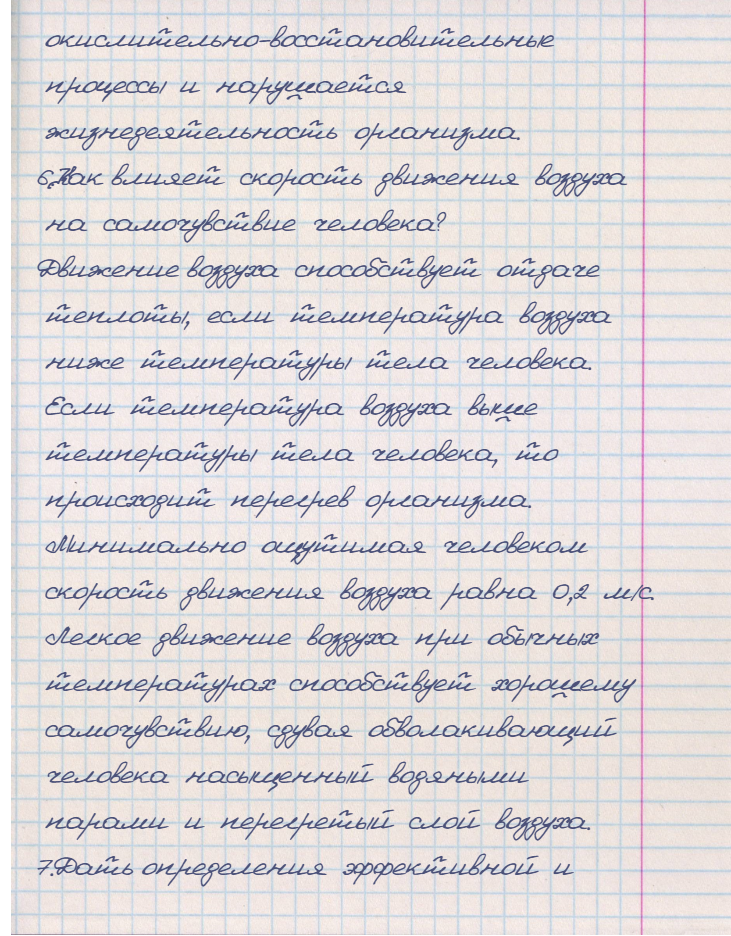 окислительно-восстановительные
процессы и нарушается
жизнедеятельность организма.
6.Как влияет скорость движения воздуха
на самочувствие человека?
Движение воздуха способствует отдаче
теплоты, если температура воздуха
ниже температуры тела человека.
Если температура воздуха выше
температуры тела человека, то
происходит перегрев организма.
Минимально ощутимая человеком
скорость движения воздуха равна 0,2 м/с.
Легкое движение воздуха при обычных
температурах способствует хорошему
самочувствию, сдувая обволакивающий
человека насыщенный водяными
парами и перегретый слой воздуха.
7.Дать определения эффективной и